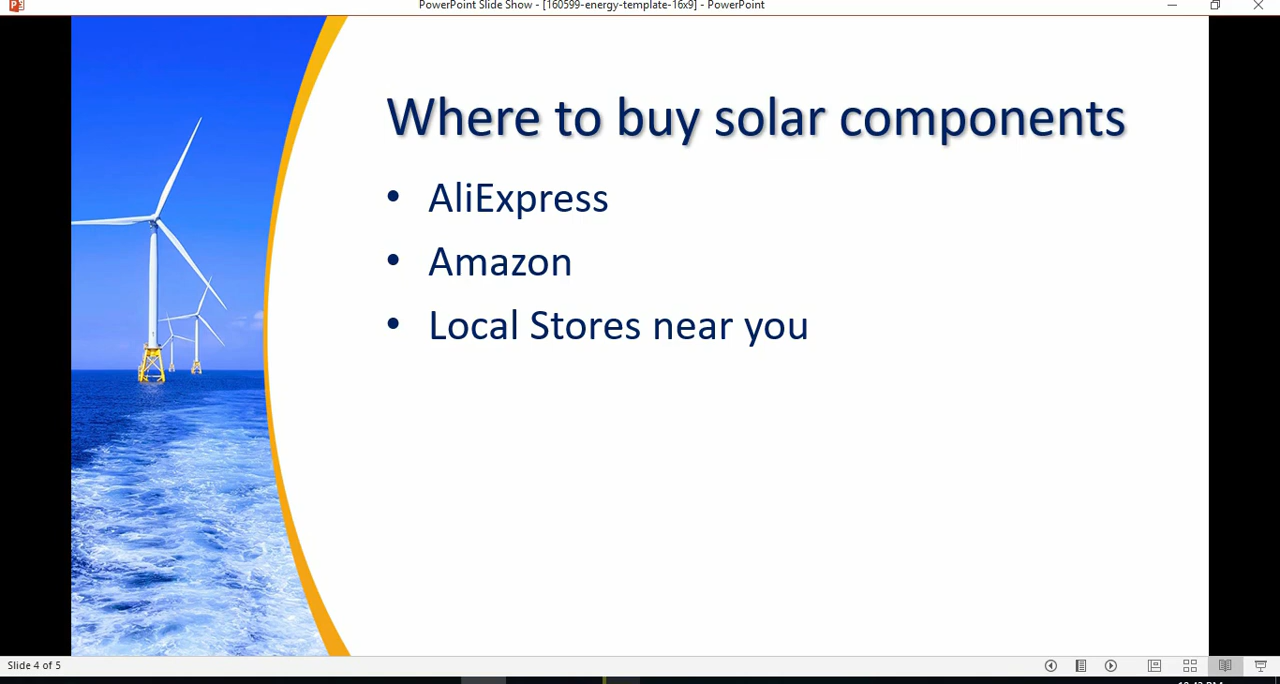 PowerPoint Slide Show - [160599-energy-template-16x9] - PowerPoint
Where to buy solar components
• AliExpress
• Amazon
• Local Stores near you
Slide 4 of 5